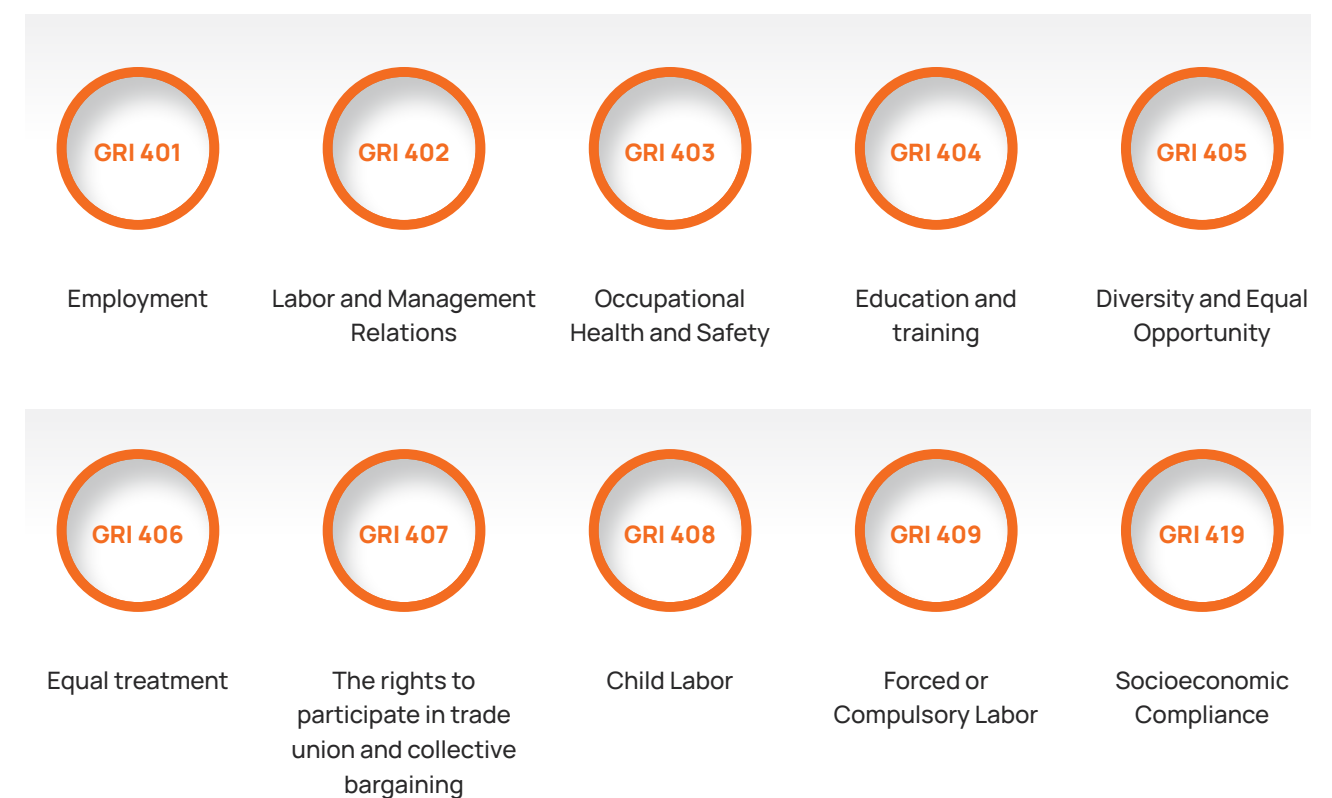 GRI 401
GRI 402
GRI 403
GRI 404
GRI 405
Employment
Labor and Management
Relations
Occupational
Health and Safety
Education and
training
Diversity and Equal
Opportunity
GRI 406
GRI 407
GRI 408
GRI 409
GRI 419
Equal treatment
The rights to
participate in trade
union and collective
bargaining
Child Labor
Forced or
Compulsory Labor
Socioeconomic
Compliance